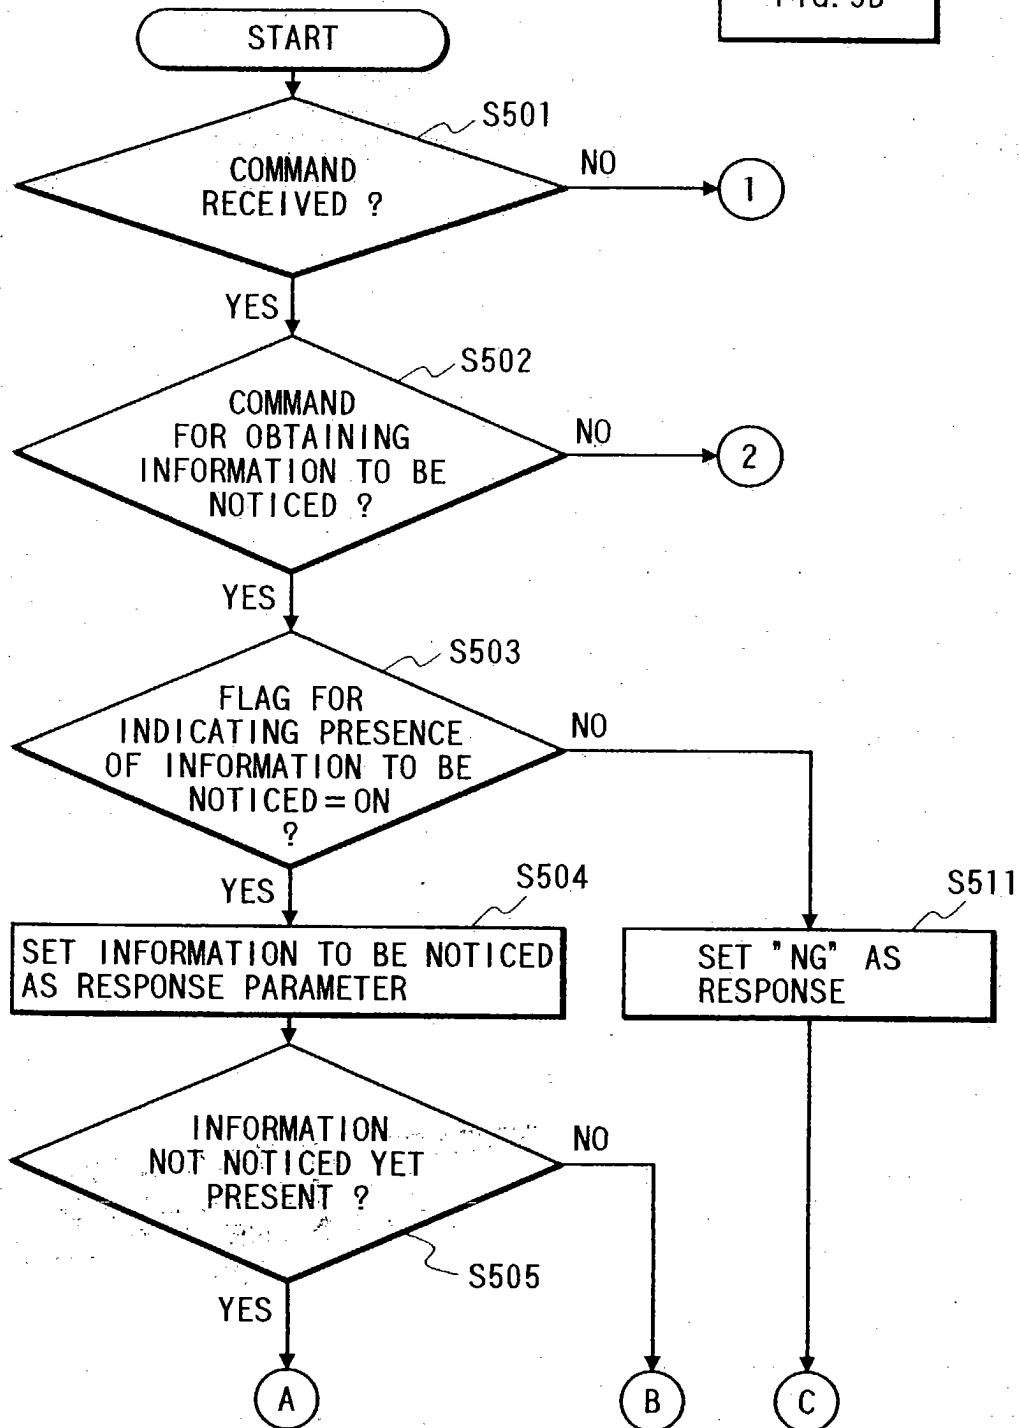 START
S501
COMMAND
RECEIVED ?
NO
1
YES
S502
COMMAND
FOR OBTAINING
INFORMATION TO BE
NOTICED ?
NO
2
YES
S503
FLAG FOR
INDICATING PRESENCE
OF INFORMATION TO BE
NOTICED=ON
?
NO
YES
S504
S511
SET INFORMATION TO BE NOTICED
AS RESPONSE PARAMETER
SET "NG" AS
RESPONSE
INFORMATION
NOT NOTICED YET
PRESENT ?
NO
S505
YES
A
B
C